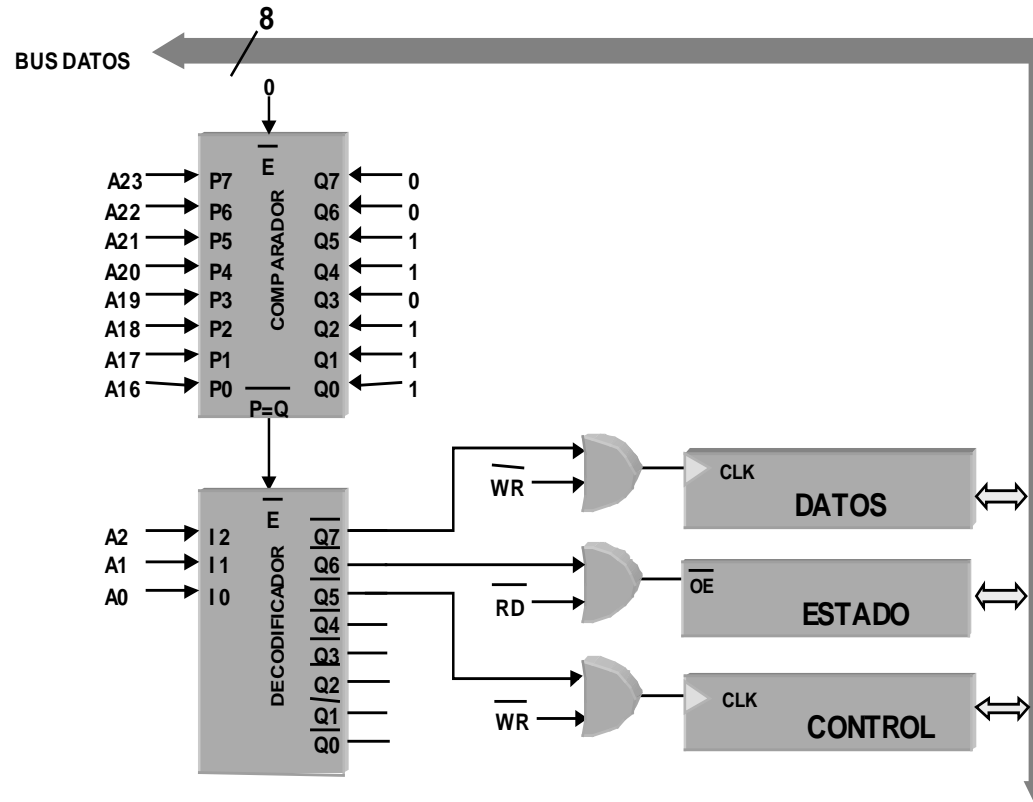 8
BUS DATOS
0
E
COMPARADOR
A23 P7 Q7 0
A22 P6 Q6 0
A21 P5 Q5 1
A20 P4 Q4 1
A19 P3 Q3 0
A18 P2 Q2 1
A17 P1 Q1 1
A16 P0 Q0 1
P=Q
E
DECODIFICADOR
A2 I2 Q7
A1 I1 Q6
A0 I0 Q5
Q4
Q3
Q2
Q1
Q0
WR
CLK
DATOS
RD
OE
ESTADO
WR
CLK
CONTROL